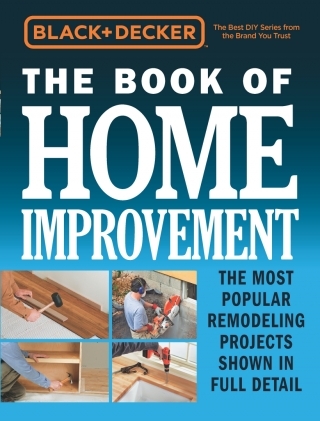 BLACK+DECKER™
The Best DIY Series from
the Brand You Trust
THE BOOK OF
HOME
IMPROVEMENT
THE MOST
POPULAR
REMODELING
PROJECTS
SHOWN IN
FULL DETAIL